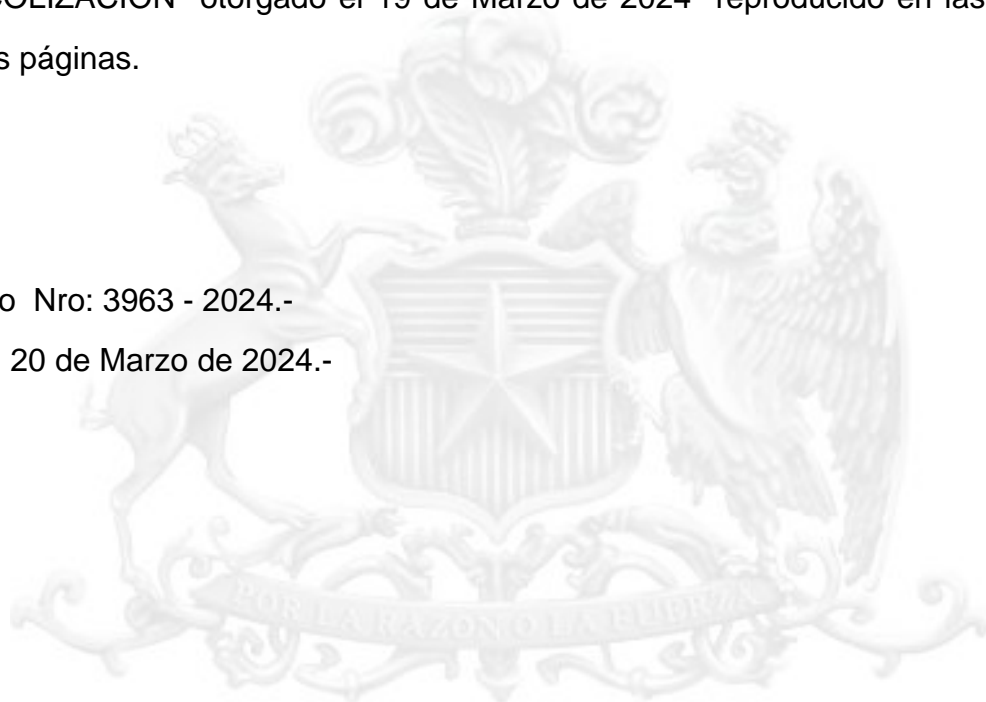 COLIZACION otorgado el 19 de Marzo de 2024 reproducido en las
s páginas.
o Nro: 3963 - 2024.-
20 de Marzo de 2024.-
POR LA RAZON O LA FUERZA